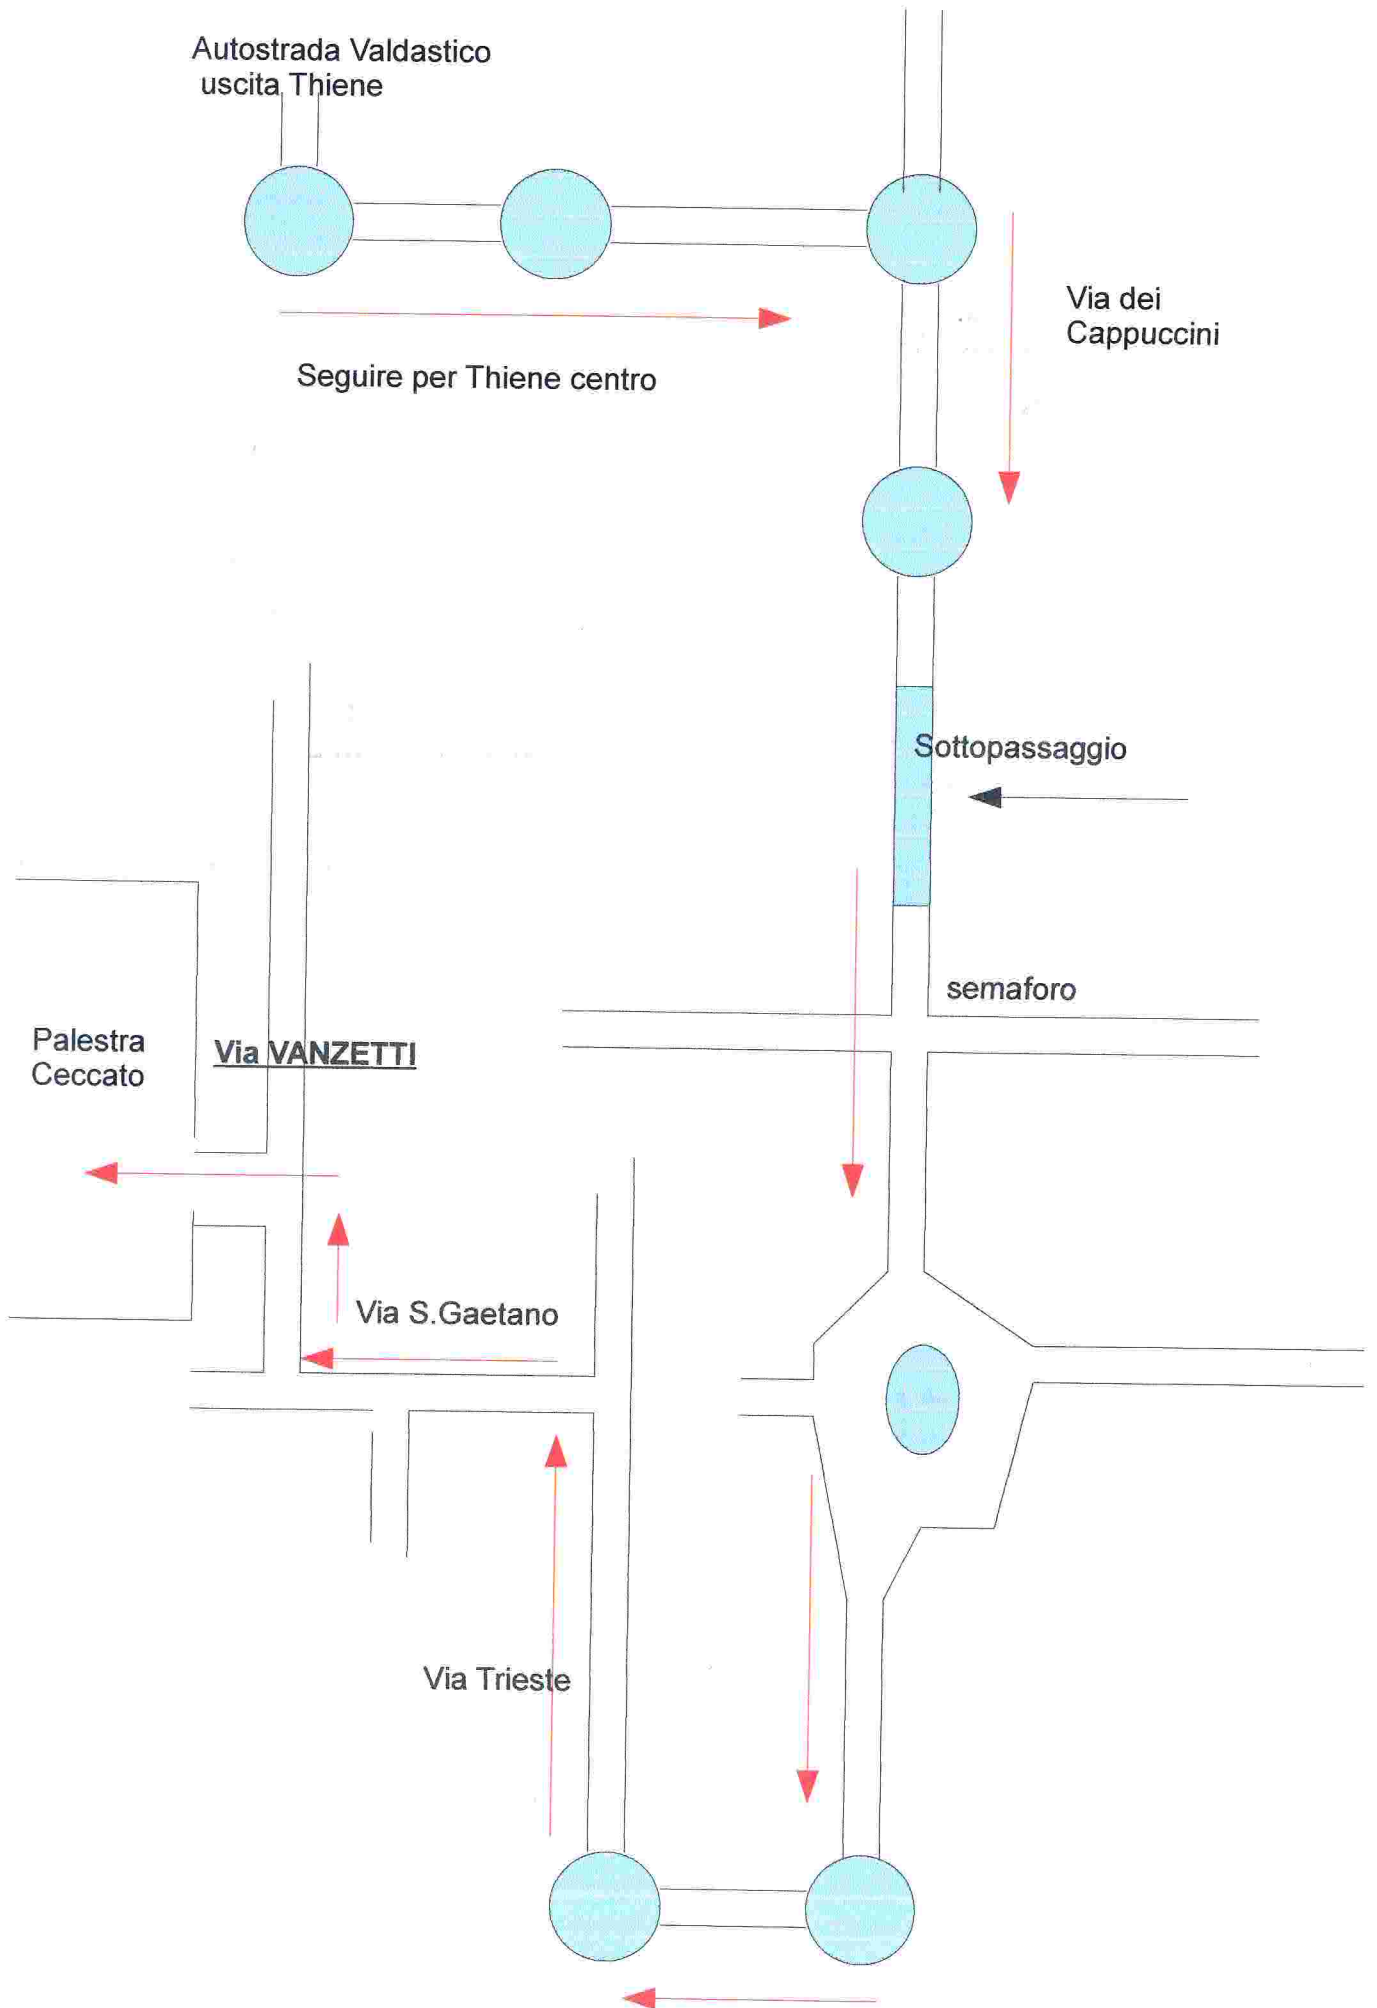 Autostrada Valdastico
uscita Thiene
Via dei
Cappuccini
Seguire per Thiene centro
Sottopassaggio
semaforo
Palestra
Ceccato
Via VANZETTI
Via S.Gaetano
Via Trieste